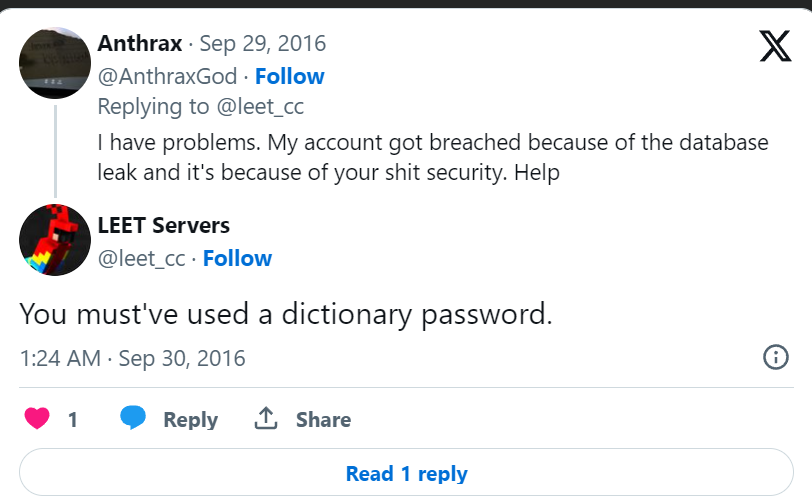 Anthrax · Sep 29, 2016
@AnthraxGod · Follow
Replying to @leet_cc
I have problems. My account got breached because of the database
leak and it's because of your shit security. Help
LEET Servers
@leet_cc · Follow
You must've used a dictionary password.
1:24 AM · Sep 30, 2016
1 Reply Share
Read 1 reply